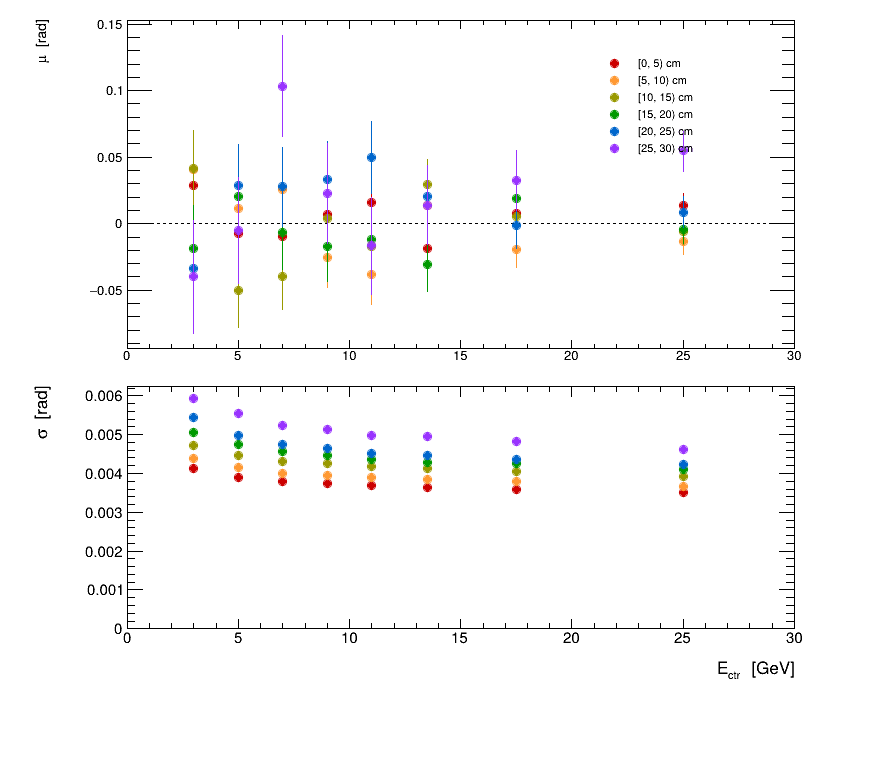 μ [rad]
0.15
0.1
0.05
0
−0.05
[0, 5) cm
[5, 10) cm
[10, 15) cm
[15, 20) cm
[20, 25) cm
[25, 30) cm
0 5 10 15 20 25 30
σ [rad]
0.006
0.005
0.004
0.003
0.002
0.001
0
0 5 10 15 20 25 30
E_ctr [GeV]